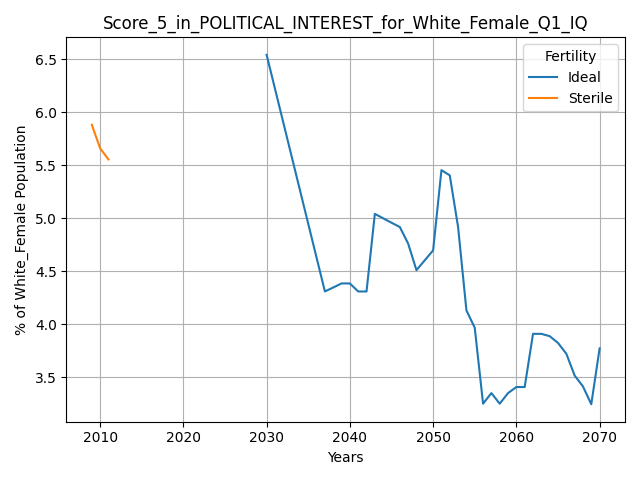 Score_5_in_POLITICAL_INTEREST_for_White_Female_Q1_IQ
Fertility
Ideal
Sterile
% of White_Female Population
6.5
6.0
5.5
5.0
4.5
4.0
3.5
2010 2020 2030 2040 2050 2060 2070
Years